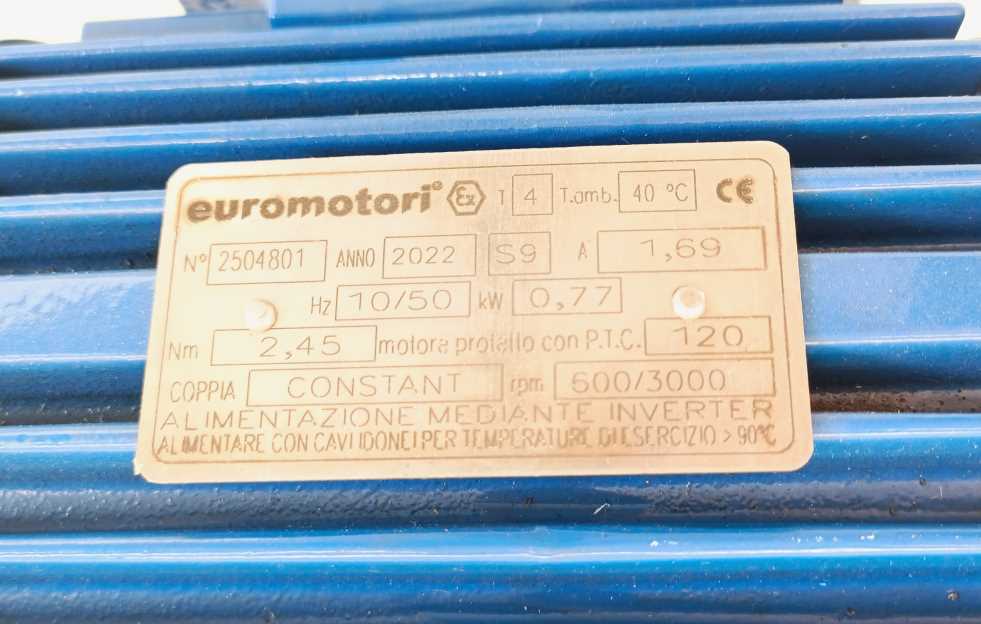 euromotori Ex T 4 T.amb. 40 °C CE
N° 2504801 ANNO 2022 S9 A 1,69
Hz 10/50 kW 0,77
Nm 2,45 motore protetto con P.T.C. 120
COPPIA CONSTANT rpm 600/3000
ALIMENTAZIONE MEDIANTE INVERTER
ALIMENTARE CON CAVI IDONEI PER TEMPERATURE DI ESERCIZIO > 90°C